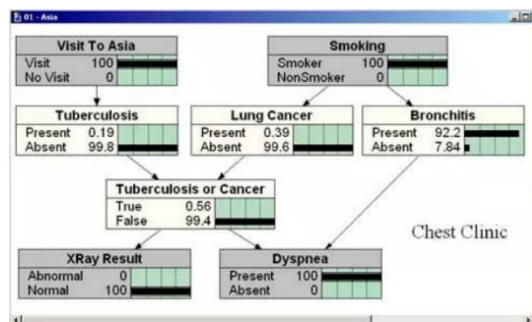 01 - Asia
Visit To Asia
Visit 100
No Visit 0
Smoking
Smoker 100
NonSmoker 0
Tuberculosis
Present 0.19
Absent 99.8
Lung Cancer
Present 0.39
Absent 99.6
Bronchitis
Present 92.2
Absent 7.84
Tuberculosis or Cancer
True 0.56
False 99.4
Chest Clinic
XRay Result
Abnormal 0
Normal 100
Dyspnea
Present 100
Absent 0